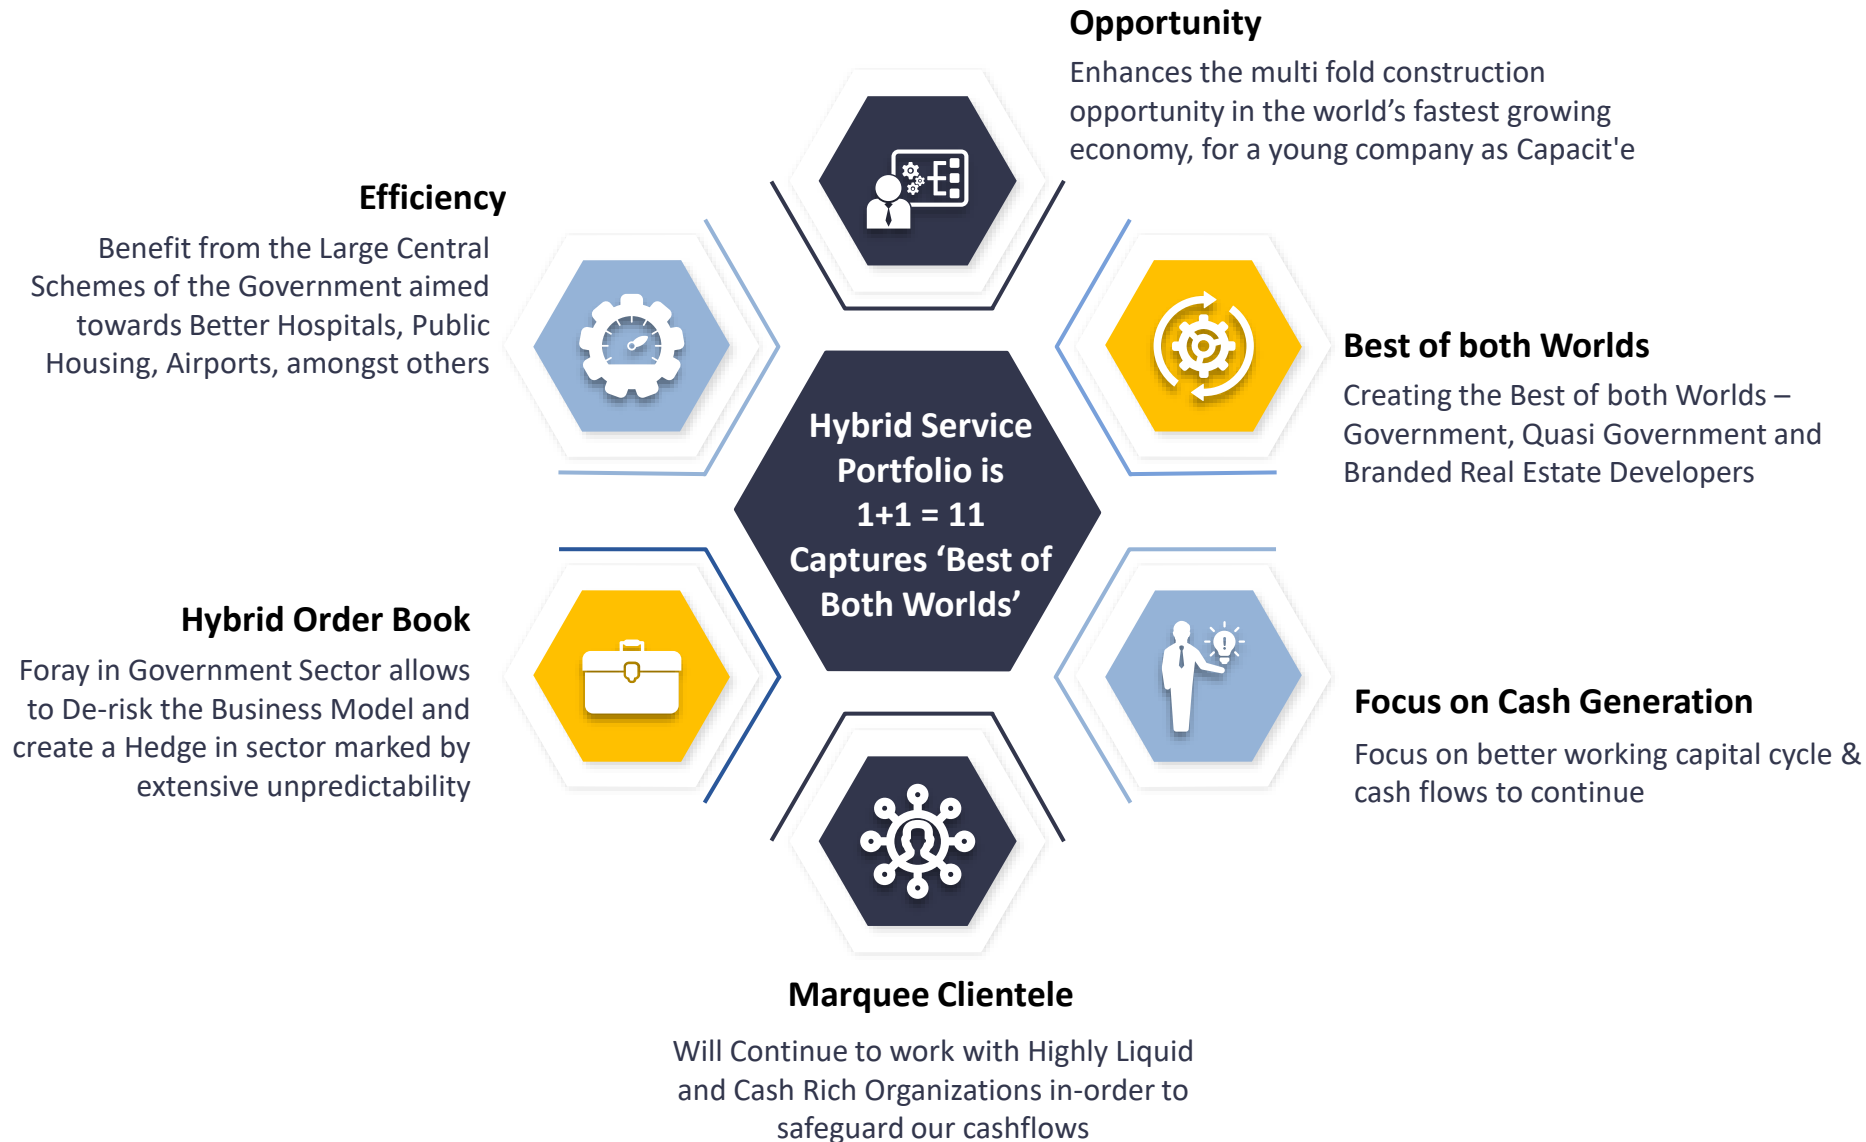 Opportunity
Enhances the multi fold construction
opportunity in the world’s fastest growing
economy, for a young company as Capacit'e
Efficiency
Benefit from the Large Central
Schemes of the Government aimed
towards Better Hospitals, Public
Housing, Airports, amongst others
Best of both Worlds
Creating the Best of both Worlds –
Government, Quasi Government and
Branded Real Estate Developers
Hybrid Service
Portfolio is
1+1 = 11
Captures ‘Best of
Both Worlds’
Hybrid Order Book
Foray in Government Sector allows
to De-risk the Business Model and
create a Hedge in sector marked by
extensive unpredictability
Focus on Cash Generation
Focus on better working capital cycle &
cash flows to continue
Marquee Clientele
Will Continue to work with Highly Liquid
and Cash Rich Organizations in-order to
safeguard our cashflows